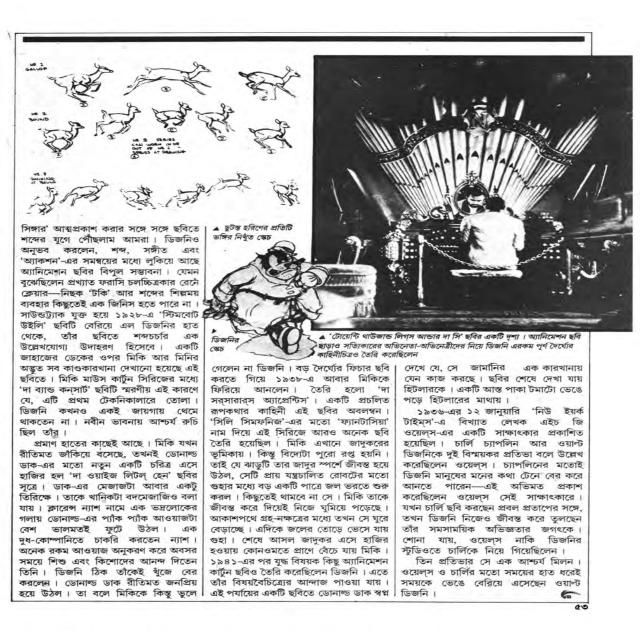 সিঙ্গার' আত্মপ্রকাশ করার সঙ্গে সঙ্গে ছবিতে
শব্দের যুগে পৌঁছলাম আমরা । ডিজনিও
অনুভব করলেন, শব্দ, সঙ্গীত এবং
'অ্যাকশন'-এর সমন্বয়ের মধ্যে লুকিয়ে আছে
অ্যানিমেশন ছবির বিপুল সম্ভাবনা । যেমন
বুঝেছিলেন প্রখ্যাত ফরাসি চলচ্চিত্রকার রেনে
ক্লেয়ার—নিছক 'টকি' আর শব্দের শিল্পময়
ব্যবহার কিছুতেই এক জিনিস হতে পারে না ।
সাউন্ডট্র্যাক যুক্ত হয়ে ১৯২৮-এ 'স্টিমবোট
উইলি' ছবিটি বেরিয়ে এল ডিজনির হাত
থেকে, তাঁর ছবিতে শব্দচর্চার এক
উল্লেখযোগ্য উদাহরণ হিসেবে । একটি
জাহাজের ডেকের ওপর মিকি আর মিনির
অদ্ভুত সব কাণ্ডকারখানা দেখানো হয়েছে এই
ছবিতে । মিকি মাউস কার্টুন সিরিজের মধ্যে
'দা ব্যান্ড কনসার্ট' ছবিটি স্মরণীয় এই কারণে
যে, এটি প্রথম টেকনিকালারে তোলা ।
ডিজনি কখনও একই জায়গায় থেমে
থাকতেন না । নবীন ভাবনায় আশ্চর্য রুচি
ছিল তাঁর ।
প্রমাণ হাতের কাছেই আছে । মিকি যখন
রীতিমত জাঁকিয়ে বসেছে, তখনই ডোনাল্ড
ডাক-এর মতো নতুন একটি চরিত্র এসে
হাজির হল 'দা ওয়াইজ লিটল্ হেন' ছবির
সূত্রে । ডাক-এর মেজাজটা আবার একটু
তিরিক্ষে । তাকে খানিকটা বদমেজাজিও বলা
যায় । ক্লারেন্স ন্যাশ নামে এক ভদ্রলোকের
গলায় ডোনাল্ড-এর প্যাঁক প্যাঁক আওয়াজটা
বেশ ভালমতই ফুটে উঠল । এক
দুধ-কোম্পানিতে চাকরি করতেন ন্যাশ ।
অনেক রকম আওয়াজ অনুকরণ করে অবসর
সময়ে শিশু এবং কিশোরদের আনন্দ দিতেন
তিনি । ডিজনি ঠিক তাঁকেই খুঁজে বের
করলেন । ডোনাল্ড ডাক রীতিমত জনপ্রিয়
হয়ে উঠল । তা বলে মিকিকে কিন্তু ভুলে
▲ ছুটন্ত হরিণের প্রতিটি
ভঙ্গির নিখুঁত স্কেচ
▶
ডিজনির
স্কেচ
▲ 'টোয়েন্টি থাউজান্ড লিগস্ আন্ডার দা সি' ছবির একটি দৃশ্য । অ্যানিমেশন ছবি
ছাড়াও সত্যিকারের অভিনেতা-অভিনেত্রীদের নিয়ে ডিজনি এরকম পূর্ণ দৈর্ঘ্যের
কাহিনীচিত্রও তৈরি করেছিলেন
গেলেন না ডিজনি । বড় দৈর্ঘ্যের ফিচার ছবি
করতে গিয়ে ১৯৩৮-এ আবার মিকিকে
ফিরিয়ে আনলেন । তৈরি হলো 'দা
সরসারার্স অ্যাপ্রেন্টিস' । একটি প্রচলিত
রূপকথার কাহিনী এই ছবির অবলম্বন ।
'সিলি সিমফনিজ'-এর মতো 'ফ্যানটাসিয়া'
নাম দিয়ে এই সিরিজে আরও অনেক ছবি
তৈরি হয়েছিল । মিকি এখানে জাদুকরের
ভূমিকায় । কিন্তু বিদ্যেটা পুরো রপ্ত হয়নি ।
তাই যে ঝাড়ুটি তার জাদুর স্পর্শে জীবন্ত হয়ে
উঠল, সেটি প্রায় যন্ত্রচালিত রোবটের মতো
গুহার মধ্যে বড় একটি পাত্রে জল ভরতে শুরু
করল । কিছুতেই থামবে না সে । মিকি তাকে
জীবন্ত করে দিয়েই নিজে ঘুমিয়ে পড়েছে ।
আকাশপথে গ্রহ-নক্ষত্রের মধ্যে তখন সে ঘুরে
বেড়াচ্ছে । এদিকে জলের তোড়ে ভেসে যায়
গুহা । শেষে আসল জাদুকর এসে হাজির
হওয়ায় কোনওমতে প্রাণে বেঁচে যায় মিকি ।
১৯৪১-এর পর যুদ্ধ বিষয়ক কিছু অ্যানিমেশন
কার্টুন ছবিও তৈরি করেছিলেন ডিজনি । এতে
তাঁর বিষয়বৈচিত্র্যের আন্দাজ পাওয়া যায় ।
এই পর্যায়ের একটি ছবিতে ডোনাল্ড ডাক স্বপ্ন
দেখে যে, সে জার্মানির এক কারখানায়
যেন কাজ করছে । ছবির শেষে দেখা যায়
হিটলারকে । একটি আস্ত পাকা টমাটো ভেঙে
পড়ে হিটলারের মাথায় ।
১৯৩৬-এর ১২ জানুয়ারি 'নিউ ইয়র্ক
টাইমস'-এ বিখ্যাত লেখক এইচ জি
ওয়েলস-এর একটি সাক্ষাৎকার প্রকাশিত
হয়েছিল । চার্লি চ্যাপলিন আর ওয়াল্ট
ডিজনিকে দুই বিস্ময়কর প্রতিভা বলে উল্লেখ
করেছিলেন ওয়েলস । চ্যাপলিনের মতোই
ডিজনি মানুষের মনের কথা টেনে বের করে
আনতে পারেন—এই অভিমত প্রকাশ
করেছিলেন ওয়েলস্ সেই সাক্ষাৎকারে ।
যখন চার্লি ছবি করছেন প্রবল প্রতাপের সঙ্গে,
তখন ডিজনি নিজেও জীবন্ত করে তুলছেন
তাঁর সমসাময়িক অভিজ্ঞতার জগৎকে ।
শোনা যায়, ওয়েলস্ নাকি ডিজনির
স্টুডিওতে চার্লিকে নিয়ে গিয়েছিলেন ।
তিন প্রতিভার সে এক আশ্চর্য মিলন ।
ওয়েলস্ ও চার্লির মতো সময়ের হাত ধরেই
সময়কে ভেঙে বেরিয়ে এসেছেন ওয়াল্ট
ডিজনি ।
৫৩